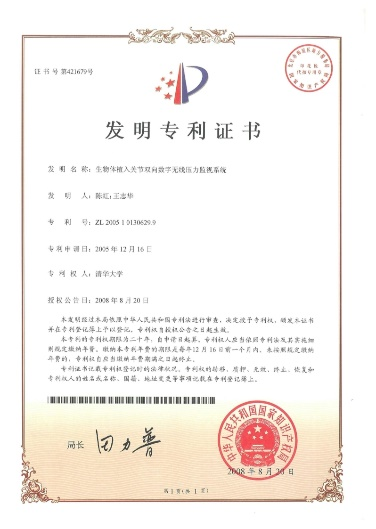 证书号第421679号
发明专利证书
发 明 名 称：生物体植入关节双向数字无线压力监视系统
发 明 人：陈虹;王志华
专 利 号：ZL 2005 1 0130629.9
专利申请日：2005年12月16日
专 利 权 人：清华大学
授权公告日：2008年8月20日
本发明经过本局依照中华人民共和国专利法进行审查，决定授予专利权，颁发本证书
并在专利登记簿上予以登记。专利权自授权公告之日起生效。
本专利的专利权期限为二十年，自申请日起算。专利权人应当依照专利法及其实施细
则规定缴纳年费。缴纳本专利年费的期限是每年12月16日前一个月内。未按照规定缴纳年
费的，专利权自应当缴纳年费期满之日起终止。
专利证书记载专利权登记时的法律状况。专利权的转移、质押、无效、终止、恢复和
专利权人的姓名或名称、国籍、地址变更等事项记载在专利登记簿上。
局长 田力普
中华人民共和国国家知识产权局
2008年8月20日
第1页(共1页)